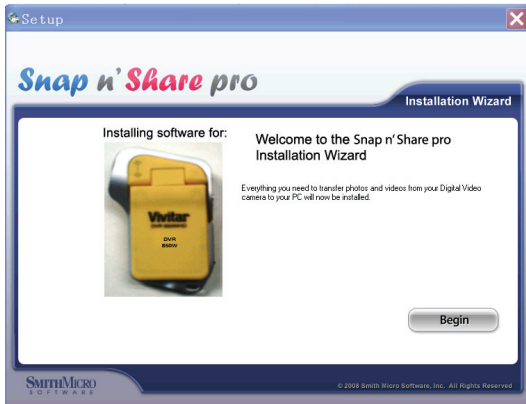 Setup
Snap n'Share pro
Installation Wizard
Installing software for:
Vivitar
DVR
850W
Welcome to the Snap n'Share pro
Installation Wizard
Everything you need to transfer photos and videos from your Digital Video
camera to your PC will now be installed.
Begin
SMITHMICRO
SOFTWARE
© 2008 Smith Micro Software, Inc. All Rights Reserved